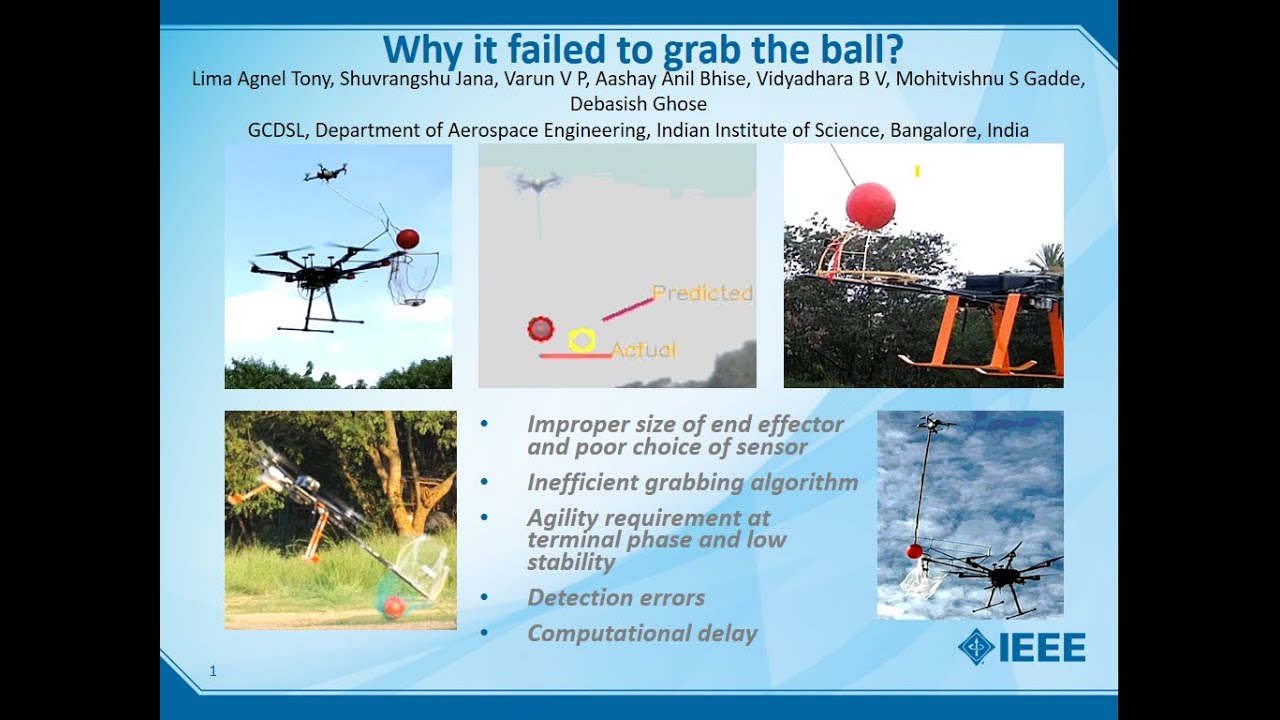 Why it failed to grab the ball?
Lima Agnel Tony, Shuvrangshu Jana, Varun V P, Aashay Anil Bhise, Vidyadhara B V, Mohitvishnu S Gadde,
Debasish Ghose
GCDSL, Department of Aerospace Engineering, Indian Institute of Science, Bangalore, India
Predicted
Actual
• Improper size of end effector
and poor choice of sensor
• Inefficient grabbing algorithm
• Agility requirement at
terminal phase and low
stability
• Detection errors
• Computational delay
IEEE
1